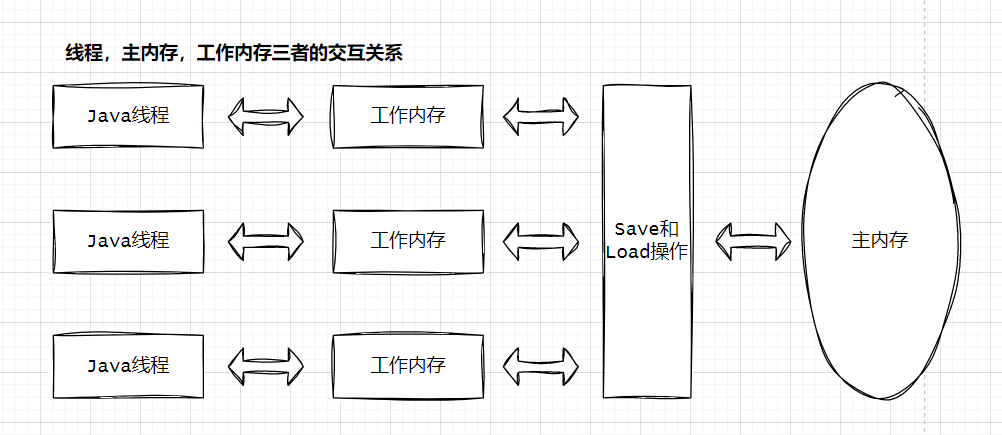 线程，主内存，工作内存三者的交互关系
Java线程
工作内存
Java线程
工作内存
Save和
Load操作
主内存
Java线程
工作内存